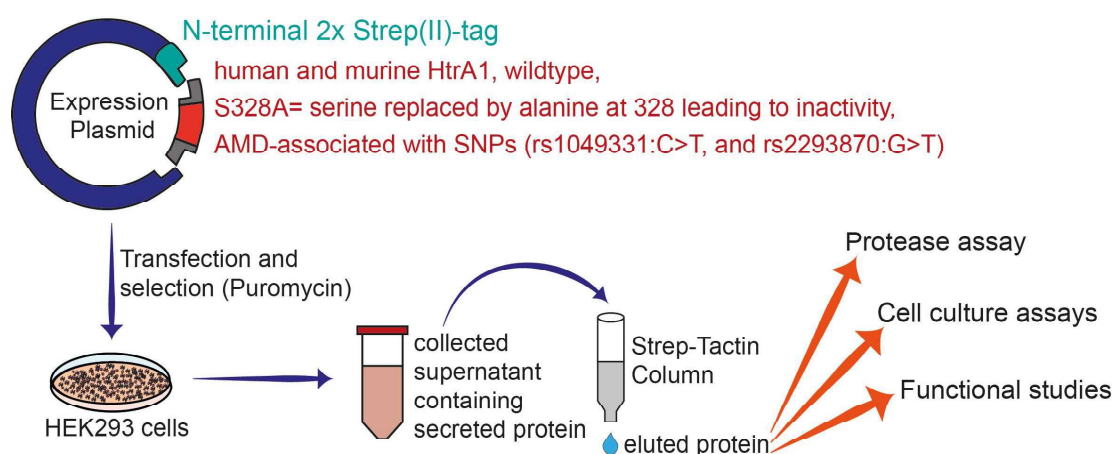 N-terminal 2x Strep(II)-tag
human and murine HtrA1, wildtype,
S328A= serine replaced by alanine at 328 leading to inactivity,
AMD-associated with SNPs (rs1049331:C>T, and rs2293870:G>T)
Expression
Plasmid
Transfection and
selection (Puromycin)
HEK293 cells
collected
supernatant
containing
secreted protein
Strep-Tactin
Column
eluted protein
Protease assay
Cell culture assays
Functional studies